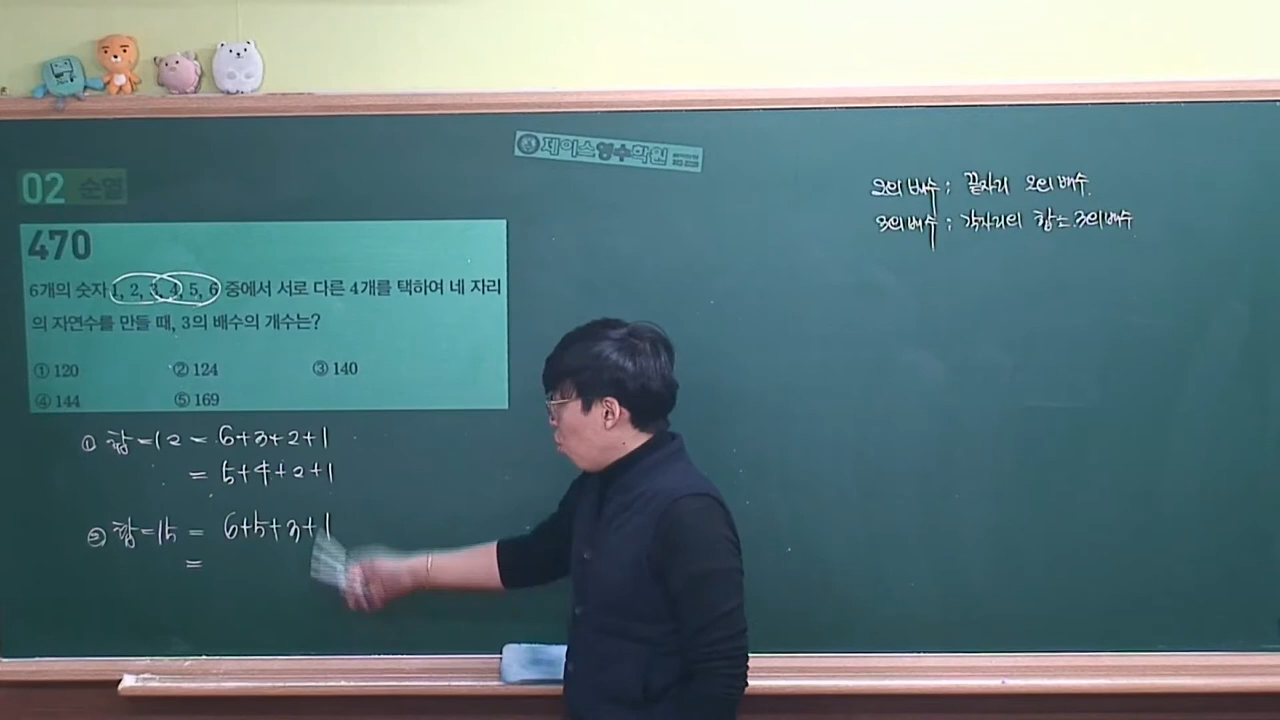 제이스영수학원
02 순열
470
6개의 숫자 1, 2, 3, 4, 5, 6 중에서 서로 다른 4개를 택하여 네 자리
의 자연수를 만들 때, 3의 배수의 개수는?
① 120 ② 124 ③ 140
④ 144 ⑤ 169
① 합=12 = 6+3+2+1
= 5+4+2+1
② 합=15 = 6+5+3+1
=
2의 배수; 끝자리 2의 배수.
3의 배수; 각자리의 합는 3의 배수